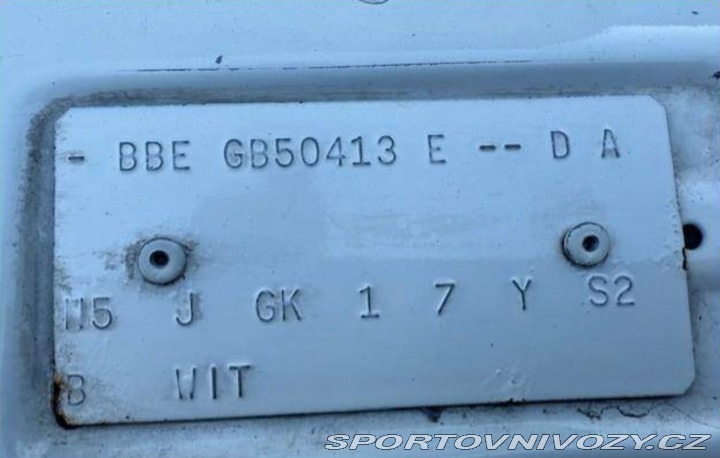 - BBE GB50413 E -- D A
N5 J GK 1 7 Y S2
B WIT
SPORTOVNIVOZY.CZ